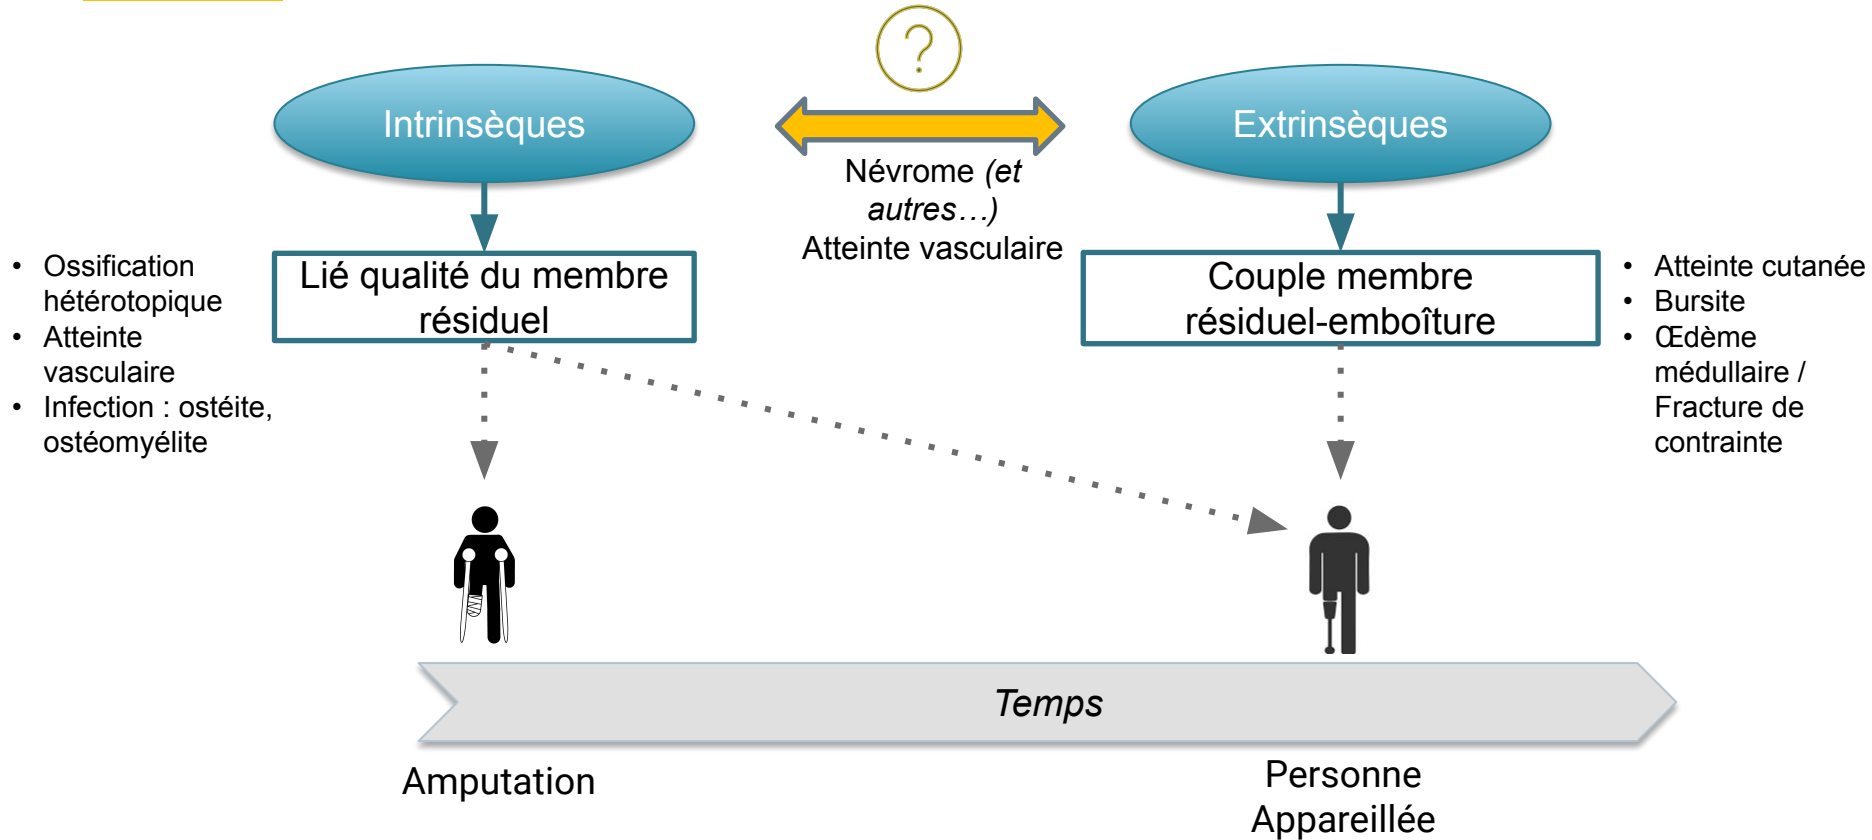 ?
Intrinsèques
Extrinsèques
Névrome (et
autres…)
Atteinte vasculaire
• Ossification
hétérotopique
• Atteinte
vasculaire
• Infection : ostéite,
ostéomyélite
Lié qualité du membre
résiduel
Couple membre
résiduel-emboîture
• Atteinte cutanée
• Bursite
• Œdème
médullaire /
Fracture de
contrainte
Temps
Amputation
Personne
Appareillée